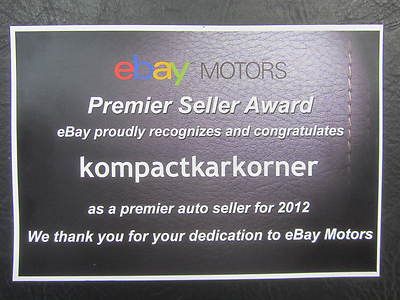 ebay MOTORS
Premier Seller Award
eBay proudly recognizes and congratulates
kompactkarkorner
as a premier auto seller for 2012
We thank you for your dedication to eBay Motors